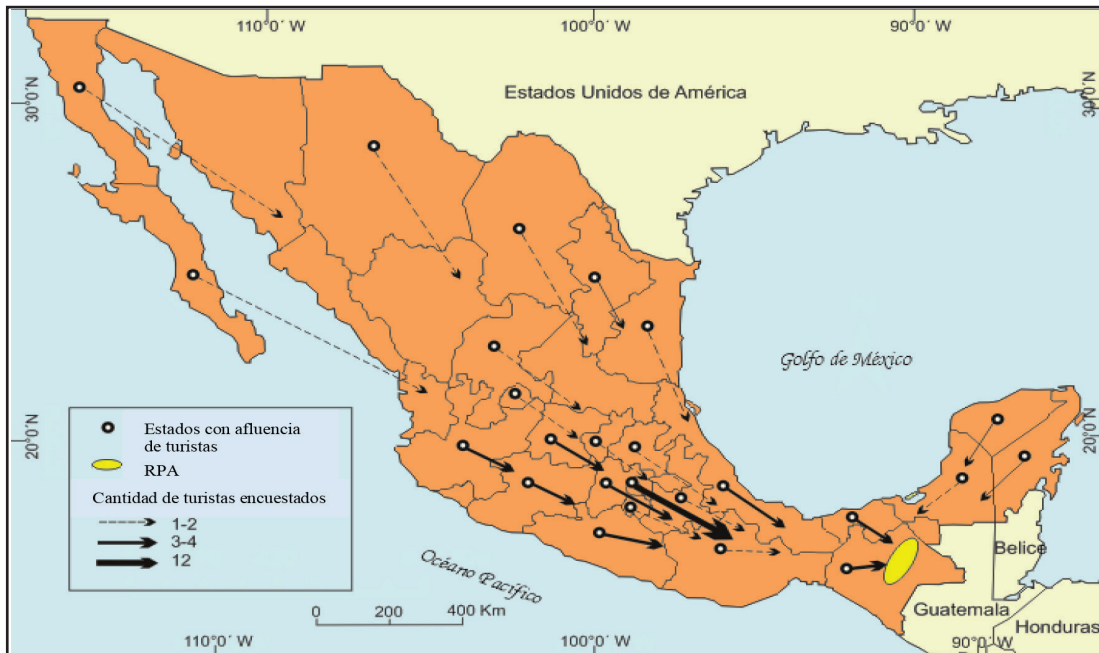 110°0´ W
100°0´ W
90°0´ W
30°0´N
30°0´N
Estados Unidos de América
Golfo de México
20°0´N
20°0´N
Estados con afluencia
de turistas
RPA
Cantidad de turistas encuestados
1-2
3-4
12
Océano Pacífico
0 200 400 Km
Belice
Guatemala
Honduras
110°0´ W
100°0´ W
90°0´ W